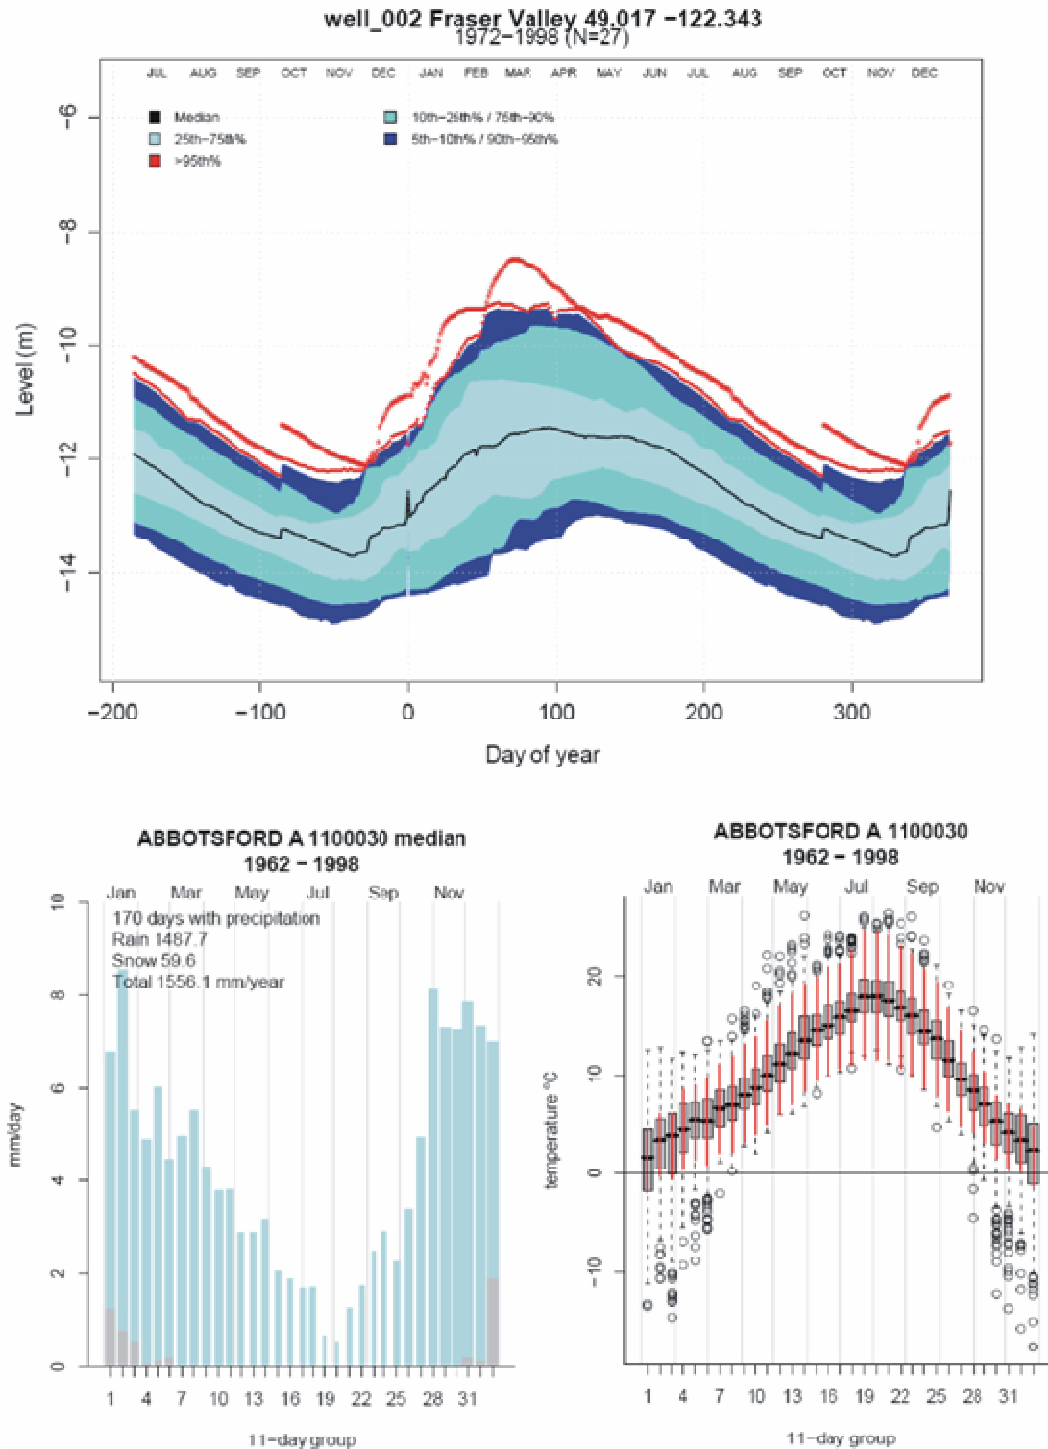 well_002 Fraser Valley 49.017 −122.343
1972−1998 (N=27)
JUL AUG SEP OCT NOV DEC JAN FEB MAR APR MAY JUN JUL AUG SEP OCT NOV DEC
Median
25th−75th%
>95th%
10th−25th% / 75th−90%
5th−10th% / 90th−95th%
−6
−8
−10
−12
−14
Level (m)
−200 −100 0 100 200 300
Day of year
ABBOTSFORD A 1100030 median
1962 − 1998
Jan Mar May Jul Sep Nov
170 days with precipitation
Rain 1487.7
Snow 59.6
Total 1556.1 mm/year
10
8
6
4
2
0
mm/day
1 4 7 10 13 16 19 22 25 28 31
11-day group
ABBOTSFORD A 1100030
1962 − 1998
Jan Mar May Jul Sep Nov
20
10
0
−10
temperature °C
1 4 7 10 13 16 19 22 25 28 31
11-day group